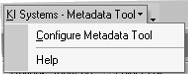 KI Systems - Metadata Tool
Configure Metadata Tool
Help